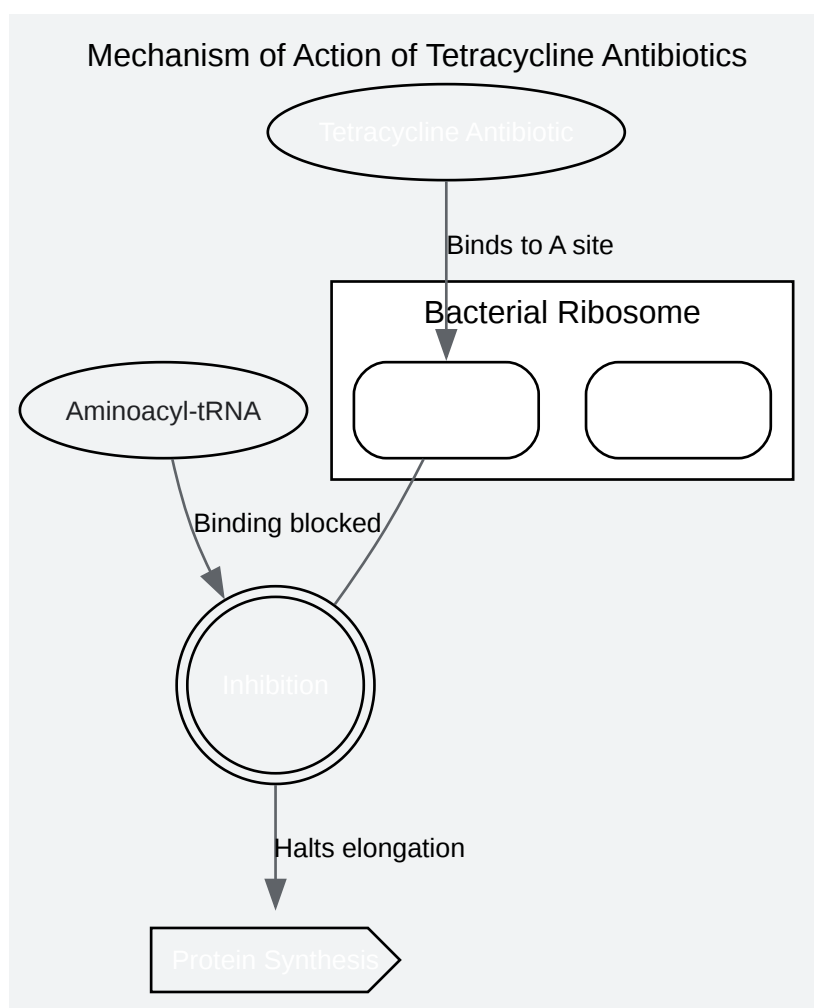 Mechanism of Action of Tetracycline Antibiotics
Tetracycline Antibiotic
Binds to A site
Bacterial Ribosome
Aminoacyl-tRNA
Binding blocked
Inhibition
Halts elongation
Protein Synthesis